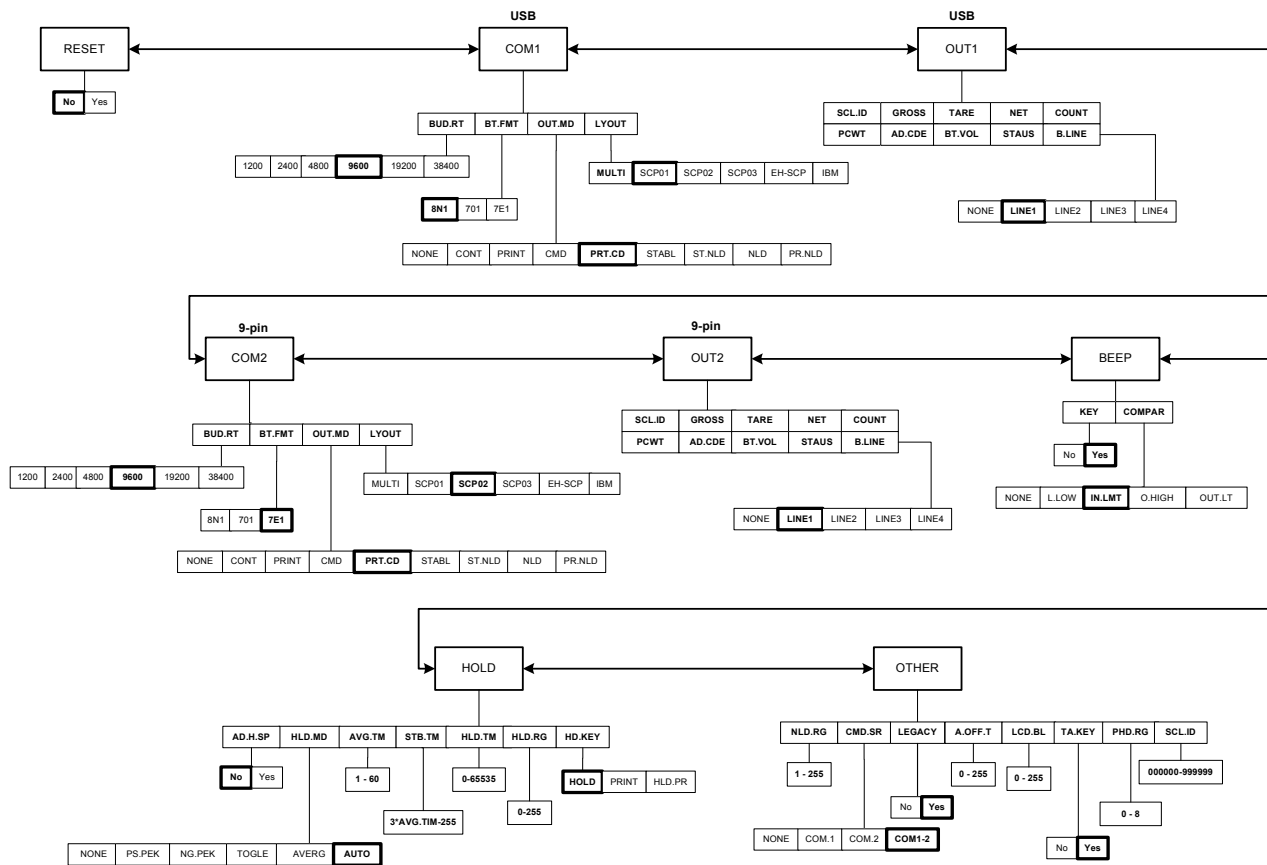 USB USB
RESET COM1 OUT1
No Yes
BUD.RT BT.FMT OUT.MD LYOUT
SCL.ID GROSS TARE NET COUNT
PCWT AD.CDE BT.VOL STAUS B.LINE
1200 2400 4800 9600 19200 38400
MULTI SCP01 SCP02 SCP03 EH-SCP IBM
8N1 701 7E1
NONE LINE1 LINE2 LINE3 LINE4
NONE CONT PRINT CMD PRT.CD STABL ST.NLD NLD PR.NLD
9-pin 9-pin
COM2 OUT2 BEEP
BUD.RT BT.FMT OUT.MD LYOUT
SCL.ID GROSS TARE NET COUNT
PCWT AD.CDE BT.VOL STAUS B.LINE
KEY COMPAR
No Yes
1200 2400 4800 9600 19200 38400
MULTI SCP01 SCP02 SCP03 EH-SCP IBM
NONE L.LOW IN.LMT O.HIGH OUT.LT
8N1 701 7E1
NONE LINE1 LINE2 LINE3 LINE4
NONE CONT PRINT CMD PRT.CD STABL ST.NLD NLD PR.NLD
HOLD OTHER
AD.H.SP HLD.MD AVG.TM STB.TM HLD.TM HLD.RG HD.KEY
NLD.RG CMD.SR LEGACY A.OFF.T LCD.BL TA.KEY PHD.RG SCL.ID
No Yes
1 - 60
0-65535
HOLD PRINT HLD.PR
1 - 255
0 - 255
0 - 255
000000-999999
No Yes
0-255
0 - 8
3*AVG.TIM-255
NONE COM.1 COM.2 COM1-2
No Yes
NONE PS.PEK NG.PEK TOGLE AVERG AUTO